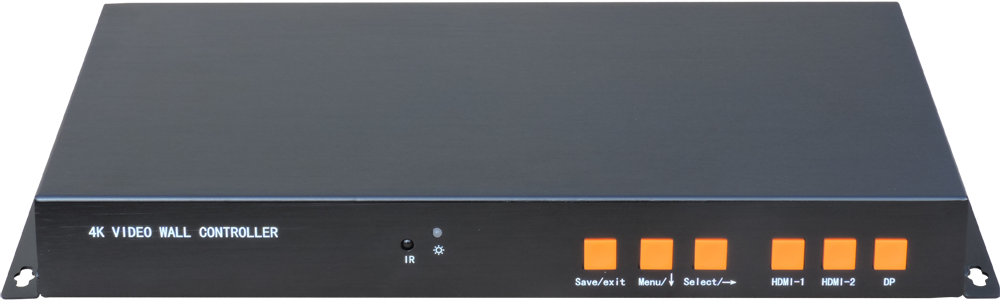 4K VIDEO WALL CONTROLLER
IR
Save/exit Menu/↓ Select/→ HDMI-1 HDMI-2 DP